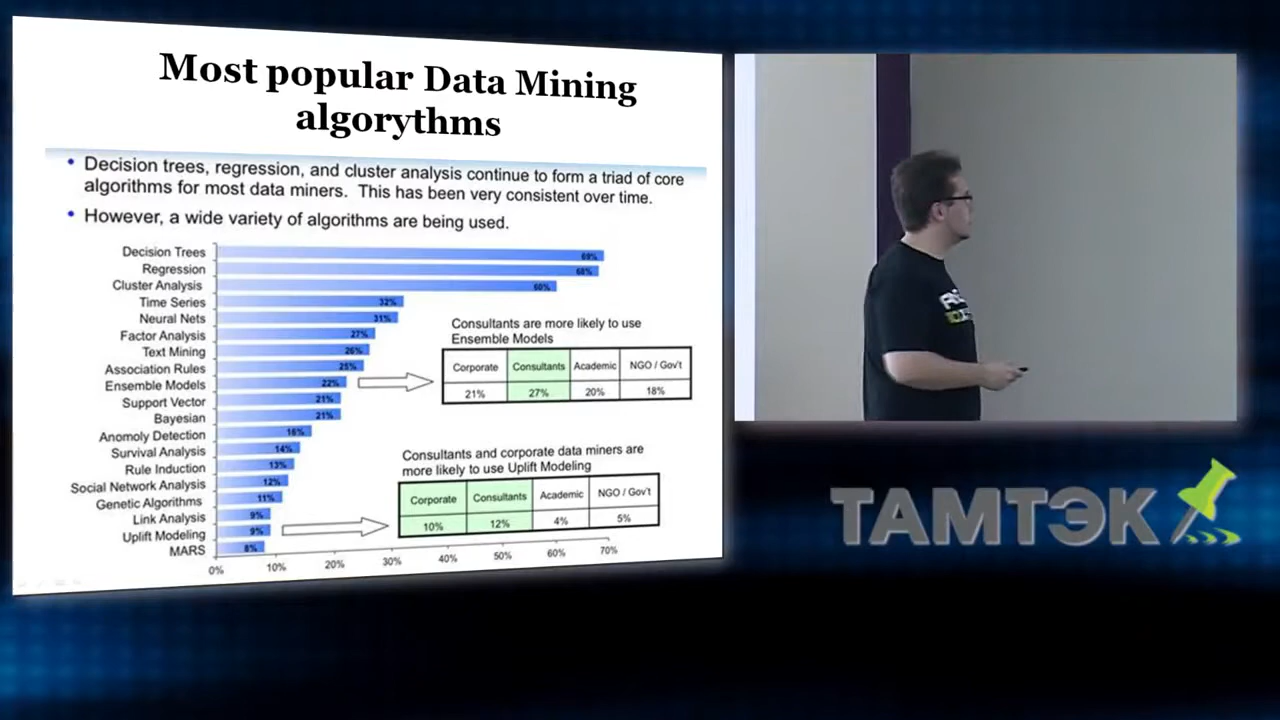 Most popular Data Mining
algorythms
• Decision trees, regression, and cluster analysis continue to form a triad of core
algorithms for most data miners. This has been very consistent over time.
• However, a wide variety of algorithms are being used.
Decision Trees 69%
Regression 68%
Cluster Analysis 60%
Time Series 32%
Neural Nets 31%
Factor Analysis 27%
Text Mining 26%
Association Rules 25%
Ensemble Models 22%
Support Vector 21%
Bayesian 21%
Anomoly Detection 16%
Survival Analysis 14%
Rule Induction 13%
Social Network Analysis 12%
Genetic Algorithms 11%
Link Analysis 9%
Uplift Modeling 9%
MARS 8%
0% 10% 20% 30% 40% 50% 60% 70%
Consultants are more likely to use
Ensemble Models
Corporate Consultants Academic NGO / Gov't
21% 27% 20% 18%
Consultants and corporate data miners are
more likely to use Uplift Modeling
Corporate Consultants Academic NGO / Gov't
10% 12% 4% 5%
ТАМТЭК